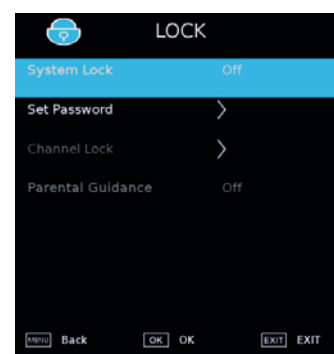 LOCK
System Lock Off
Set Password
Channel Lock
Parental Guidance Off
MENU Back OK OK EXIT EXIT